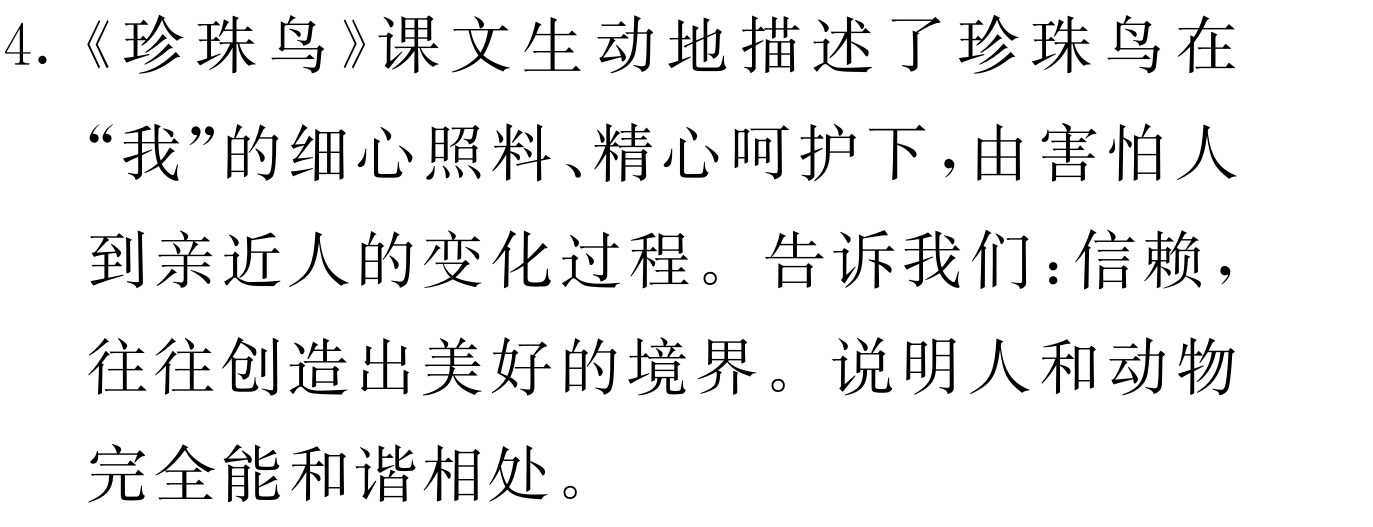 4.《珍珠鸟》课文生动地描述了珍珠鸟在
“我”的细心照料、精心呵护下，由害怕人
到亲近人的变化过程。告诉我们：信赖，
往往创造出美好的境界。说明人和动物
完全能和谐相处。